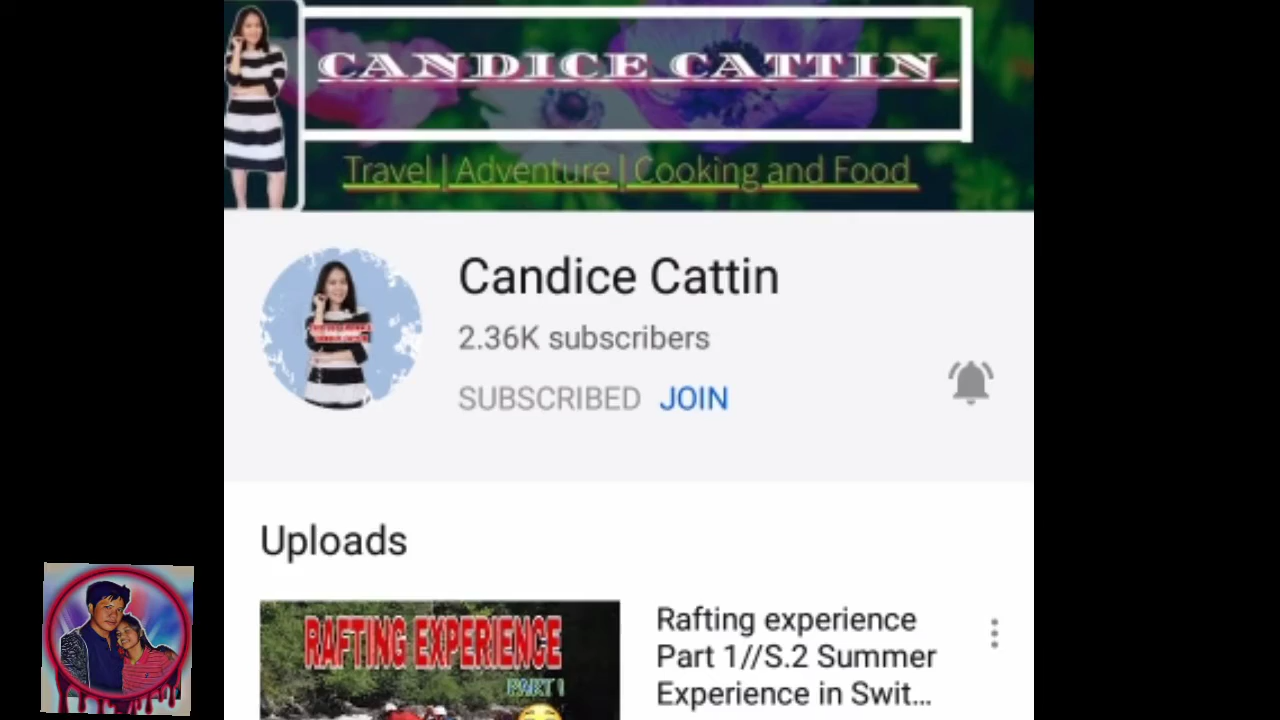 CANDICE CATTIN
Travel | Adventure | Cooking and Food
Candice Cattin
2.36K subscribers
SUBSCRIBED JOIN
Uploads
RAFTING EXPERIENCE
PART 1
Rafting experience
Part 1//S.2 Summer
Experience in Swit...